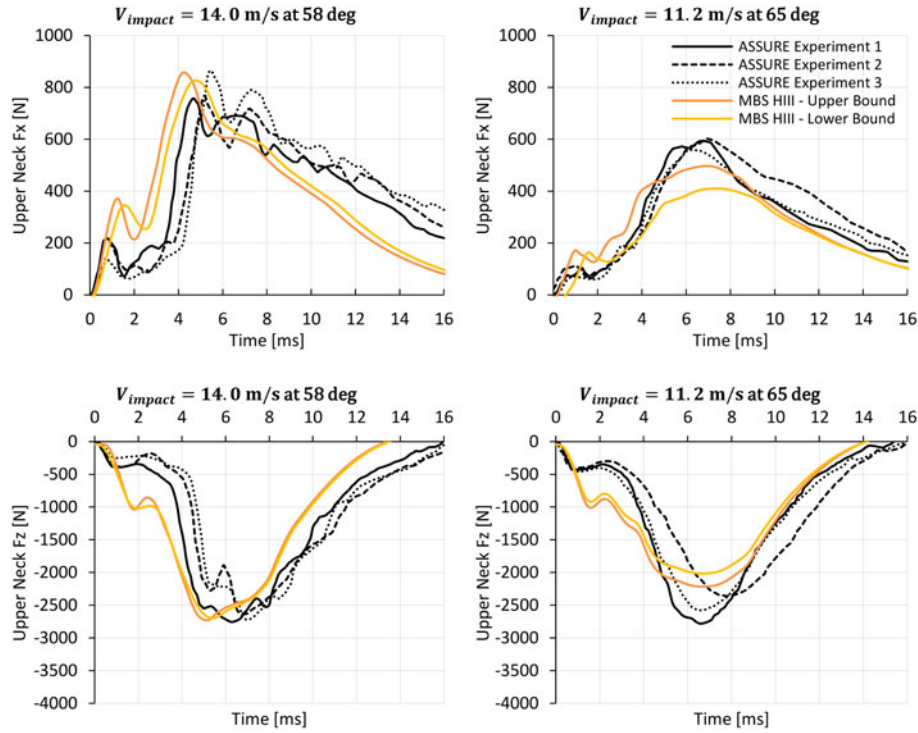 V_impact = 14.0 m/s at 58 deg
V_impact = 11.2 m/s at 65 deg
1000
800
600
400
200
0
Upper Neck Fx [N]
0 2 4 6 8 10 12 14 16
Time [ms]
1000
800
600
400
200
0
Upper Neck Fx [N]
ASSURE Experiment 1
ASSURE Experiment 2
ASSURE Experiment 3
MBS HIII - Upper Bound
MBS HIII - Lower Bound
0 2 4 6 8 10 12 14 16
Time [ms]
V_impact = 14.0 m/s at 58 deg
0 2 4 6 8 10 12 14 16
0
-500
-1000
-1500
-2000
-2500
-3000
-3500
-4000
Upper Neck Fz [N]
Time [ms]
V_impact = 11.2 m/s at 65 deg
0 2 4 6 8 10 12 14 16
0
-500
-1000
-1500
-2000
-2500
-3000
-3500
-4000
Upper Neck Fz [N]
Time [ms]